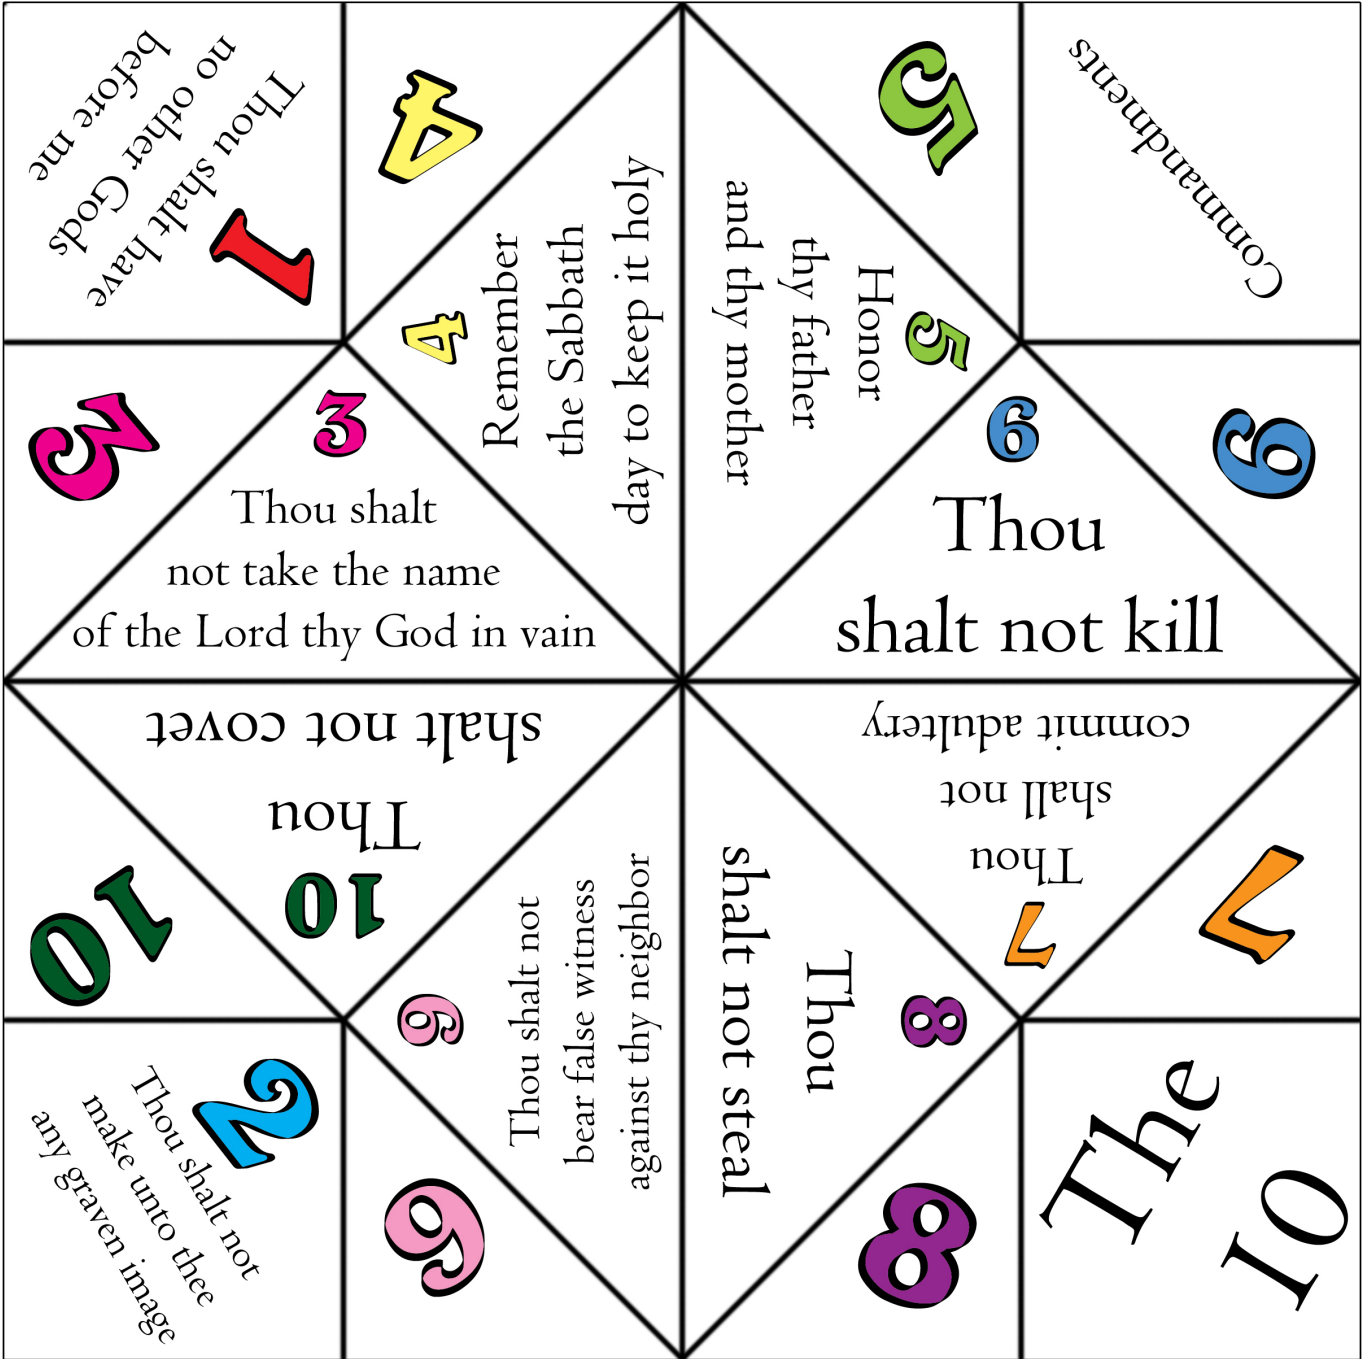 1
Thou shalt have
no other Gods
before me
4
5
Commandments
4
Remember
the Sabbath
day to keep it holy
5
Honor
thy father
and thy mother
3
3
Thou shalt
not take the name
of the Lord thy God in vain
6
6
Thou
shalt not kill
10
10
Thou
shalt not covet
7
7
Thou
shall not
commit adultery
9
Thou shalt not
bear false witness
against thy neighbor
9
8
Thou
shalt not steal
8
2
Thou shalt not
make unto thee
any graven image
The
10